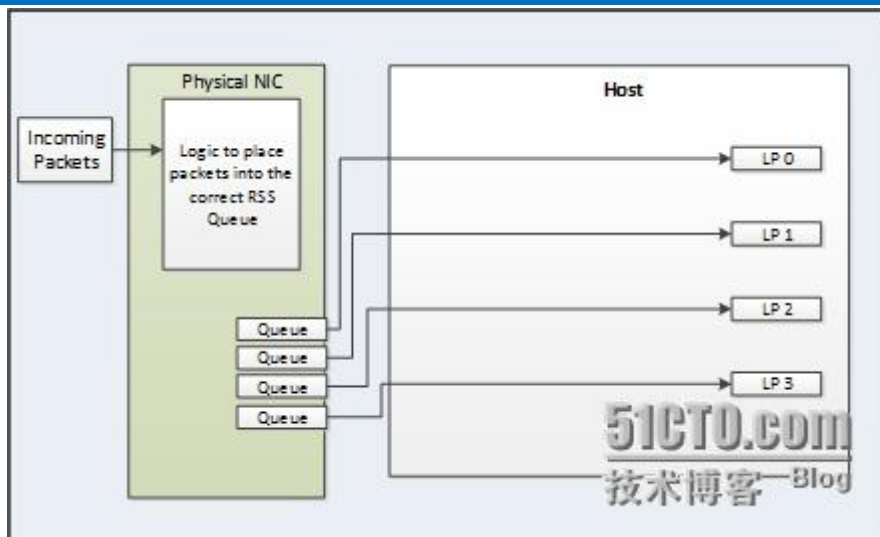 Physical NIC
Host
Incoming
Packets
Logic to place
packets into the
correct RSS
Queue
LP 0
LP 1
LP 2
LP 3
Queue
Queue
Queue
Queue
51CTO.com
技术博客 Blog